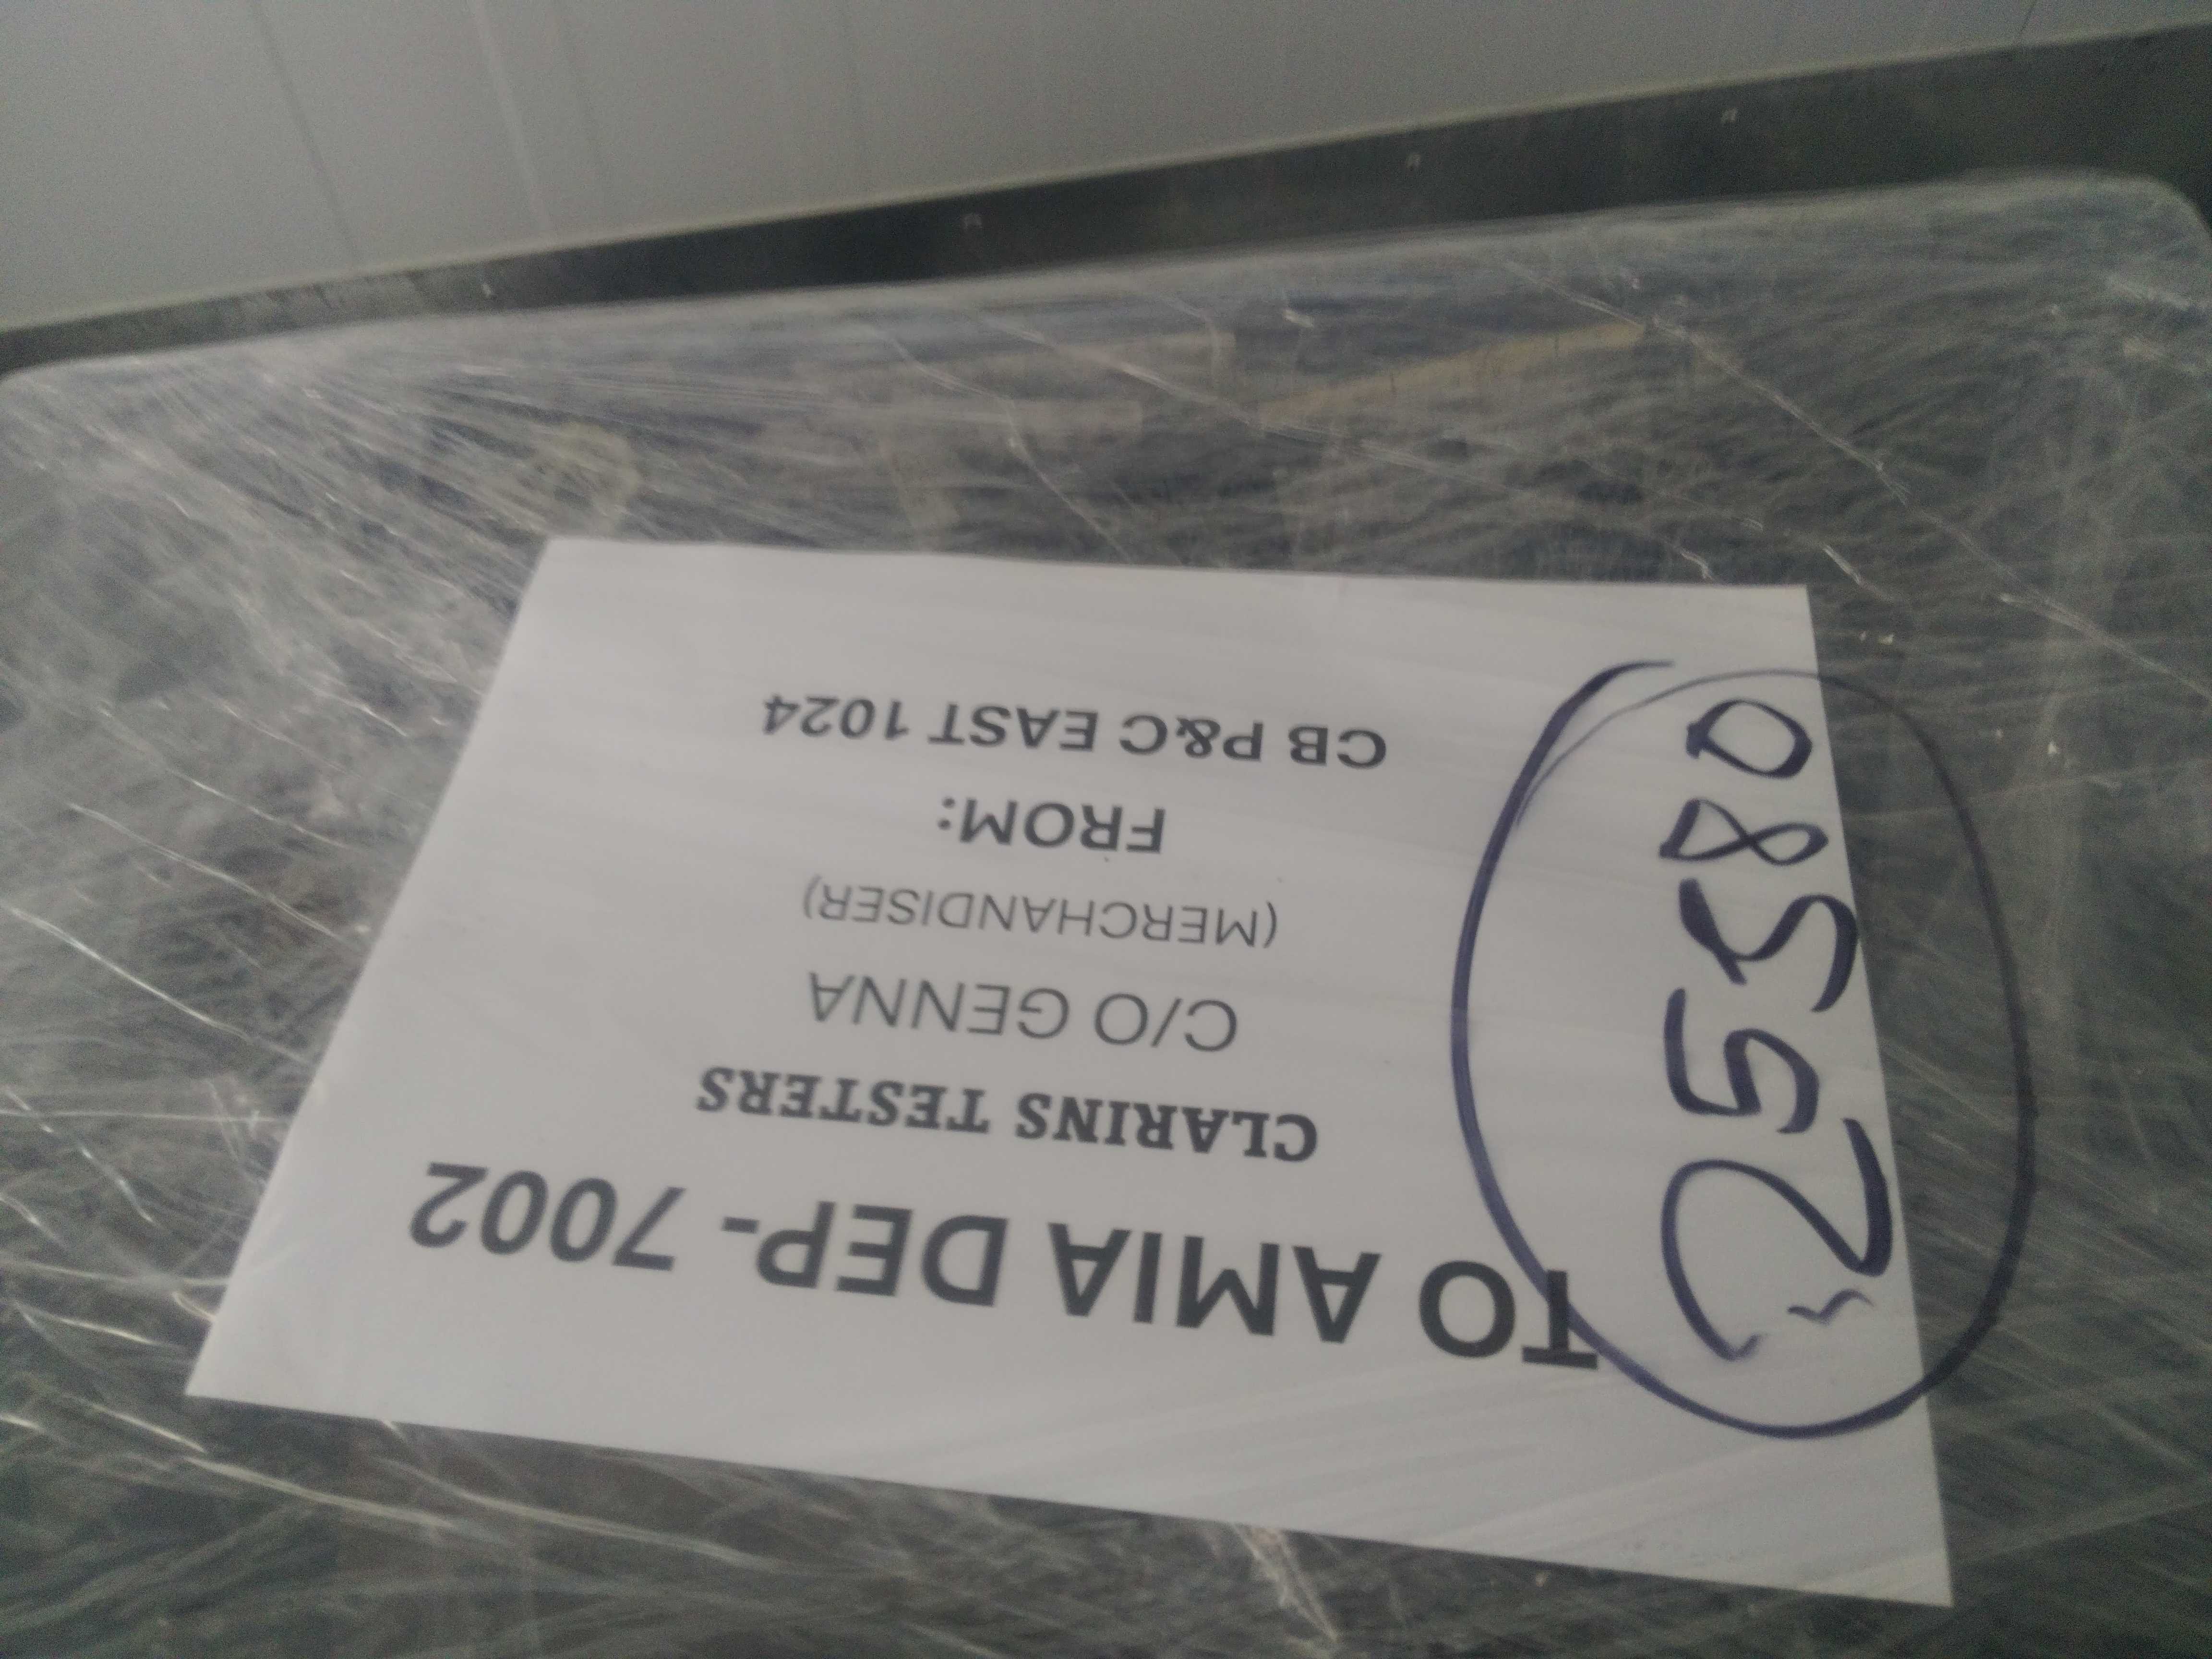 TO AMIA DEP- 7002
CLARINS TESTERS
C/O GENNA
(MERCHANDISER)
FROM:
CB P&C EAST 1024
25580